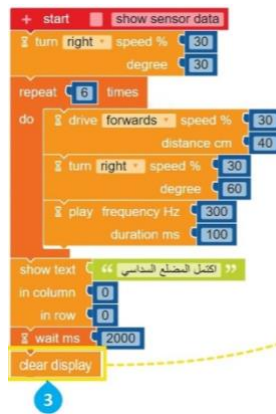 + start show sensor data
turn right speed % 30
degree 30
repeat 6 times
do drive forwards speed % 30
distance cm 40
turn right speed % 30
degree 60
play frequency Hz 300
duration ms 100
show text “ اكتمل المضلع السداسي ”
in column 0
in row 0
wait ms 2000
clear display
3